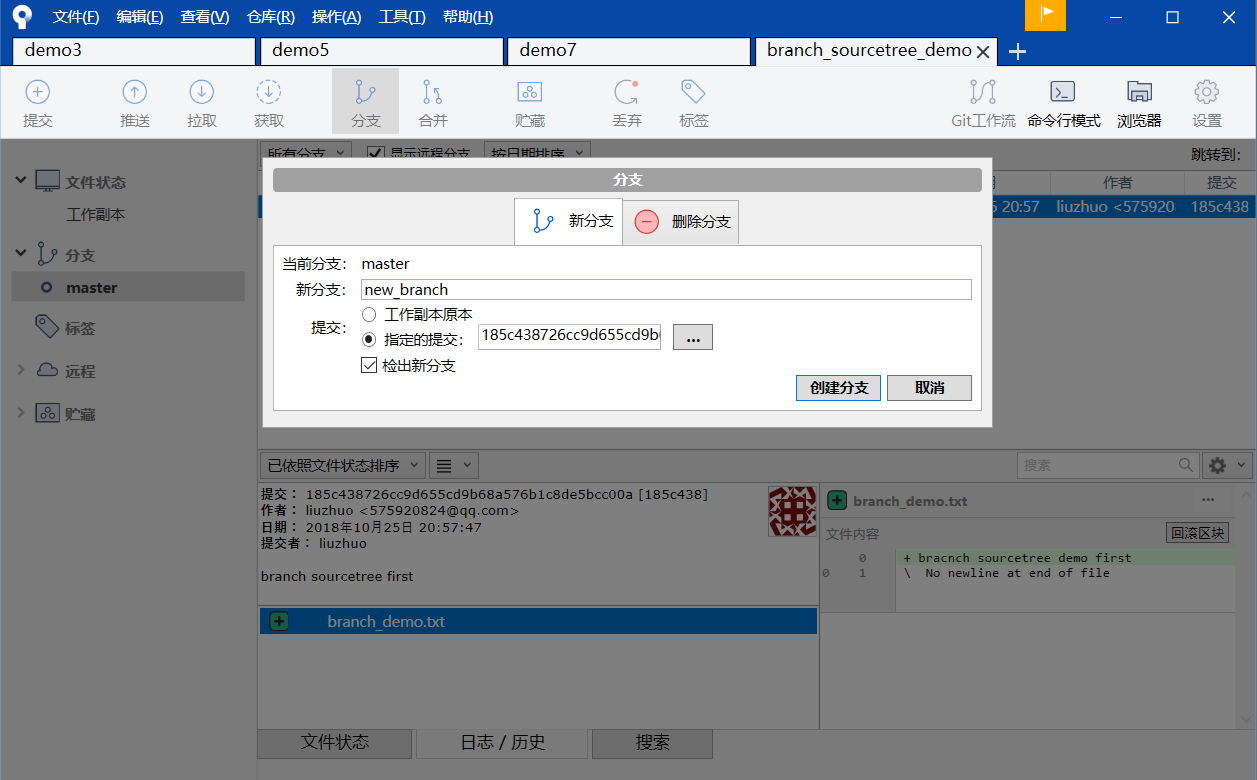 文件(F) 编辑(E) 查看(V) 仓库(R) 操作(A) 工具(T) 帮助(H)
demo3 demo5 demo7 branch_sourcetree_demo
提交 推送 拉取 获取 分支 合并 贮藏 丢弃 标签 Git工作流 命令行模式 浏览器 设置
所有分支 显示远程分支 按日期排序 跳转到:
作者 提交
20:57 liuzhuo <575920 185c438
文件状态
工作副本
分支
master
标签
远程
贮藏
分支
新分支 删除分支
当前分支: master
新分支: new_branch
提交: 工作副本原本
指定的提交: 185c438726cc9d655cd9b ...
检出新分支
创建分支 取消
已依照文件状态排序 搜索
提交: 185c438726cc9d655cd9b68a576b1c8de5bcc00a [185c438]
作者: liuzhuo <575920824@qq.com>
日期: 2018年10月25日 20:57:47
提交者: liuzhuo
branch sourcetree first
branch_demo.txt
branch_demo.txt ...
文件内容 回滚区块
0 + bracnch sourcetree demo first
0 1 \ No newline at end of file
文件状态 日志 / 历史 搜索